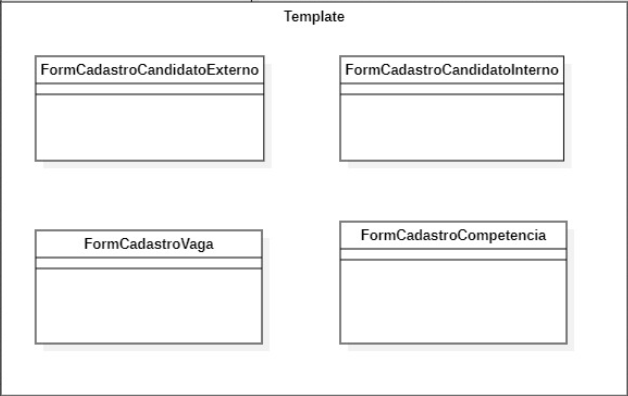 Template
FormCadastroCandidatoExterno
FormCadastroCandidatoInterno
FormCadastroVaga
FormCadastroCompetencia